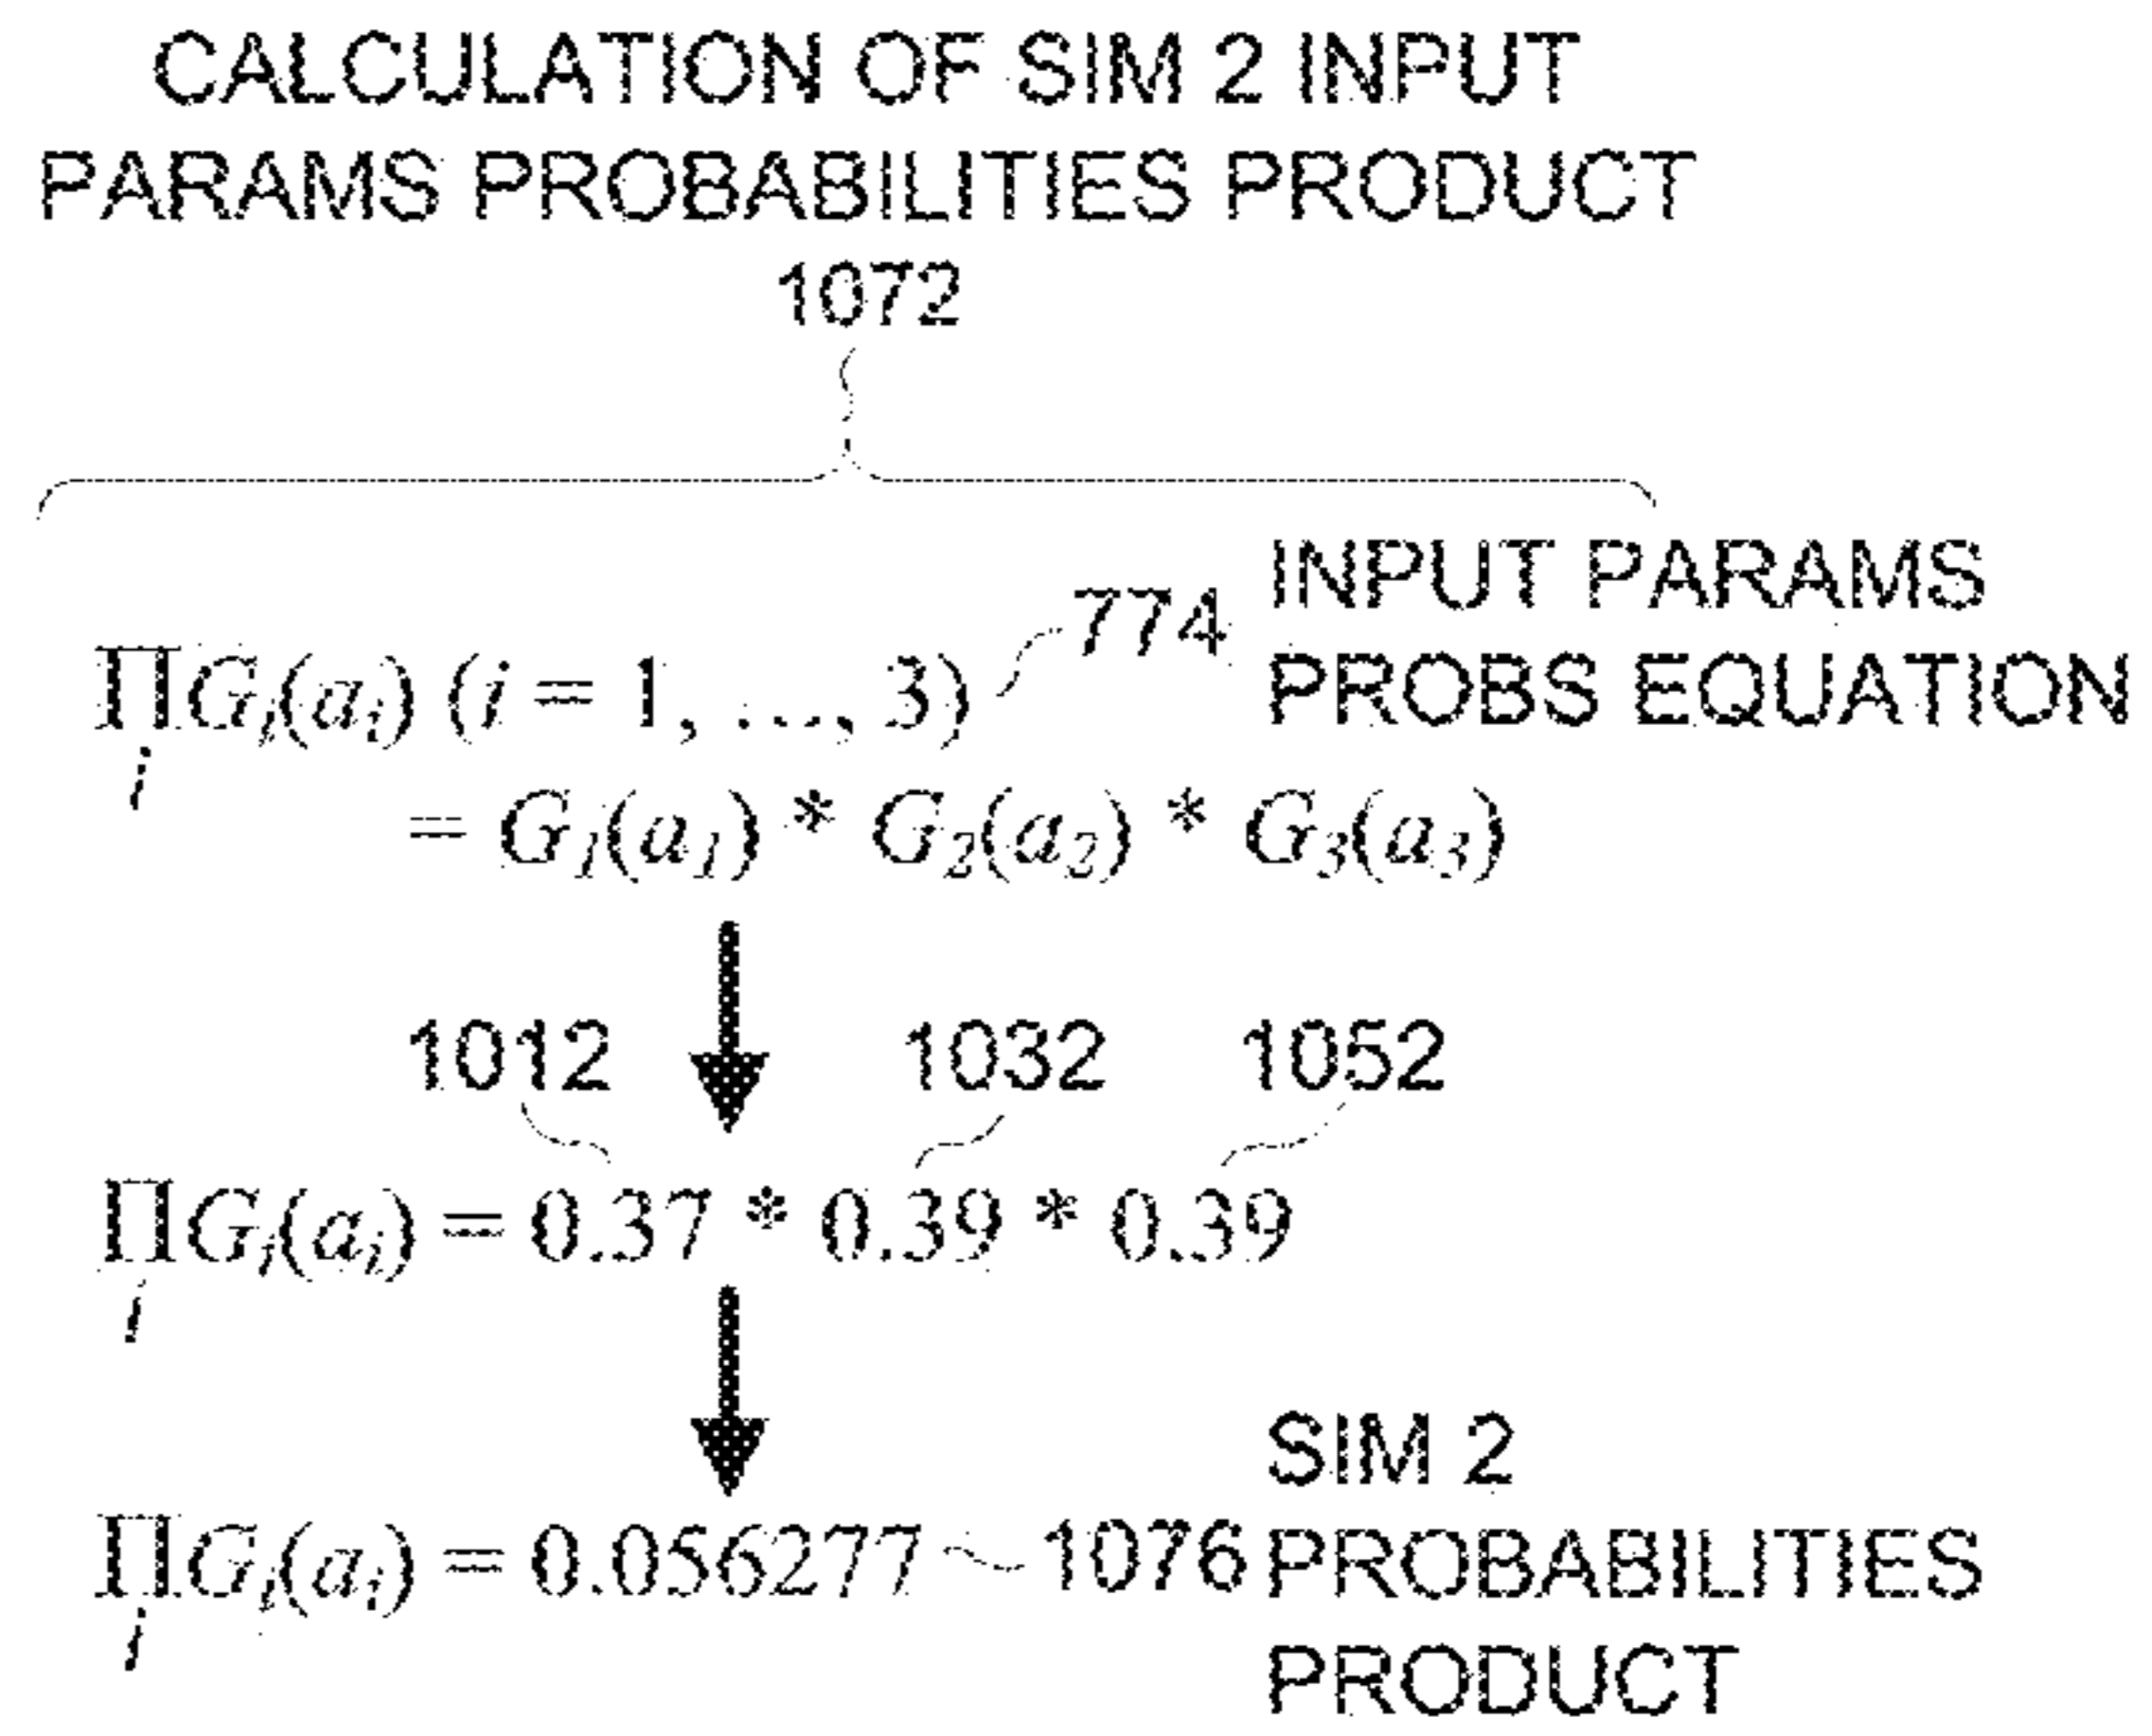 CALCULATION OF SIM 2 INPUT
PARAMS PROBABILITIES PRODUCT
1072
∏G_i(a_i) (i = 1, ..., 3) 774 INPUT PARAMS
i PROBS EQUATION
= G_1(a_1) * G_2(a_2) * G_3(a_3)
1012 1032 1052
∏G_i(a_i) = 0.37 * 0.39 * 0.39
i
∏G_i(a_i) = 0.056277 1076 SIM 2
i PROBABILITIES
PRODUCT